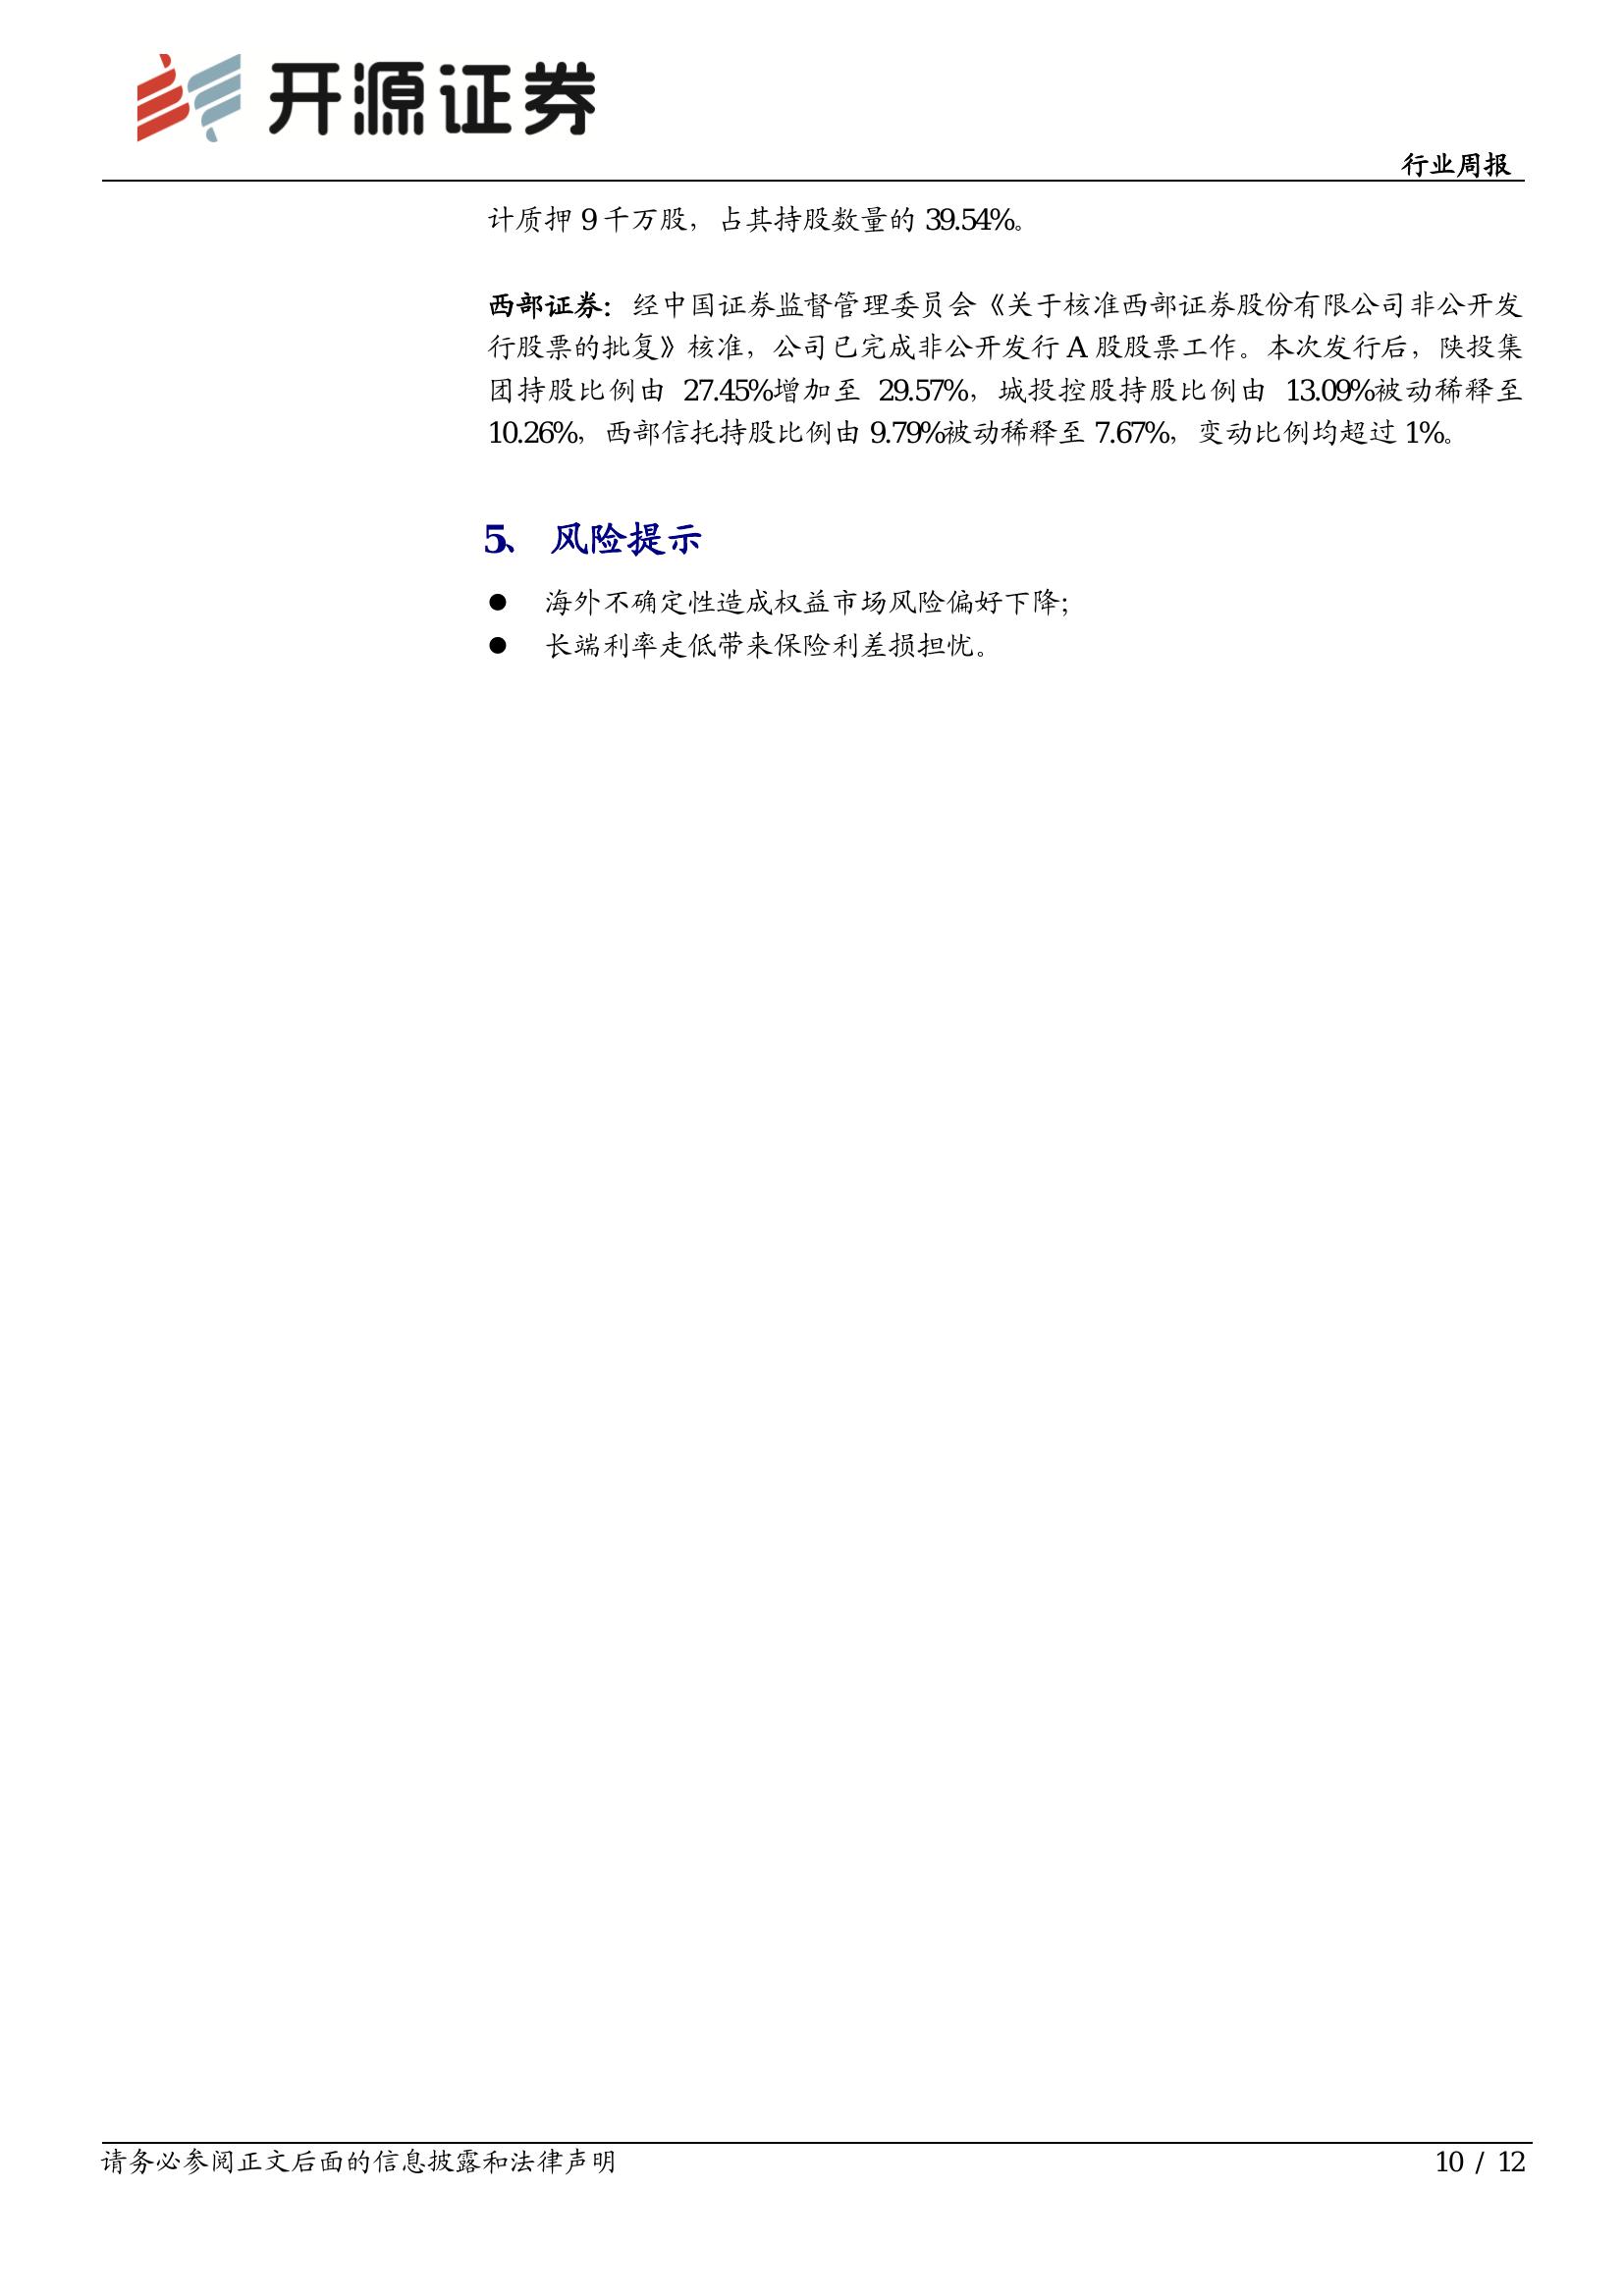 开源证券
行业周报
计质押 9 千万股，占其持股数量的 39.54%。
西部证券：经中国证券监督管理委员会《关于核准西部证券股份有限公司非公开发
行股票的批复》核准，公司已完成非公开发行 A 股股票工作。本次发行后，陕投集
团持股比例由 27.45%增加至 29.57%，城投控股持股比例由 13.09%被动稀释至
10.26%，西部信托持股比例由 9.79%被动稀释至 7.67%，变动比例均超过 1%。
5、 风险提示
● 海外不确定性造成权益市场风险偏好下降；
● 长端利率走低带来保险利差损担忧。
请务必参阅正文后面的信息披露和法律声明
10 / 12